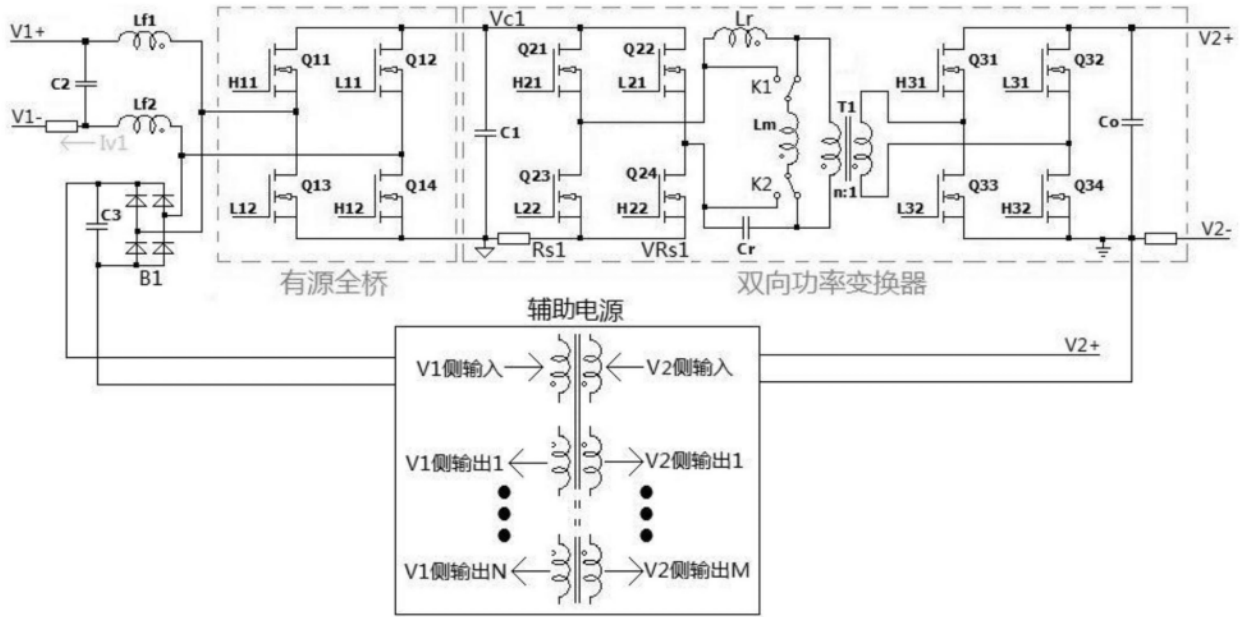 V1+
Lf1
C2
V1-
Lf2
Iv1
C3
B1
Q11
H11
Q12
L11
Q13
L12
Q14
H12
有源全桥
Vc1
C1
Rs1
VRs1
Q21
H21
Q22
L21
Q23
L22
Q24
H22
Lr
K1
Lm
K2
Cr
T1
n:1
Q31
H31
Q32
L31
Q33
L32
Q34
H32
Co
V2+
V2-
双向功率变换器
辅助电源
V2+
V1侧输入
V2侧输入
V1侧输出1
V2侧输出1
V1侧输出N
V2侧输出M